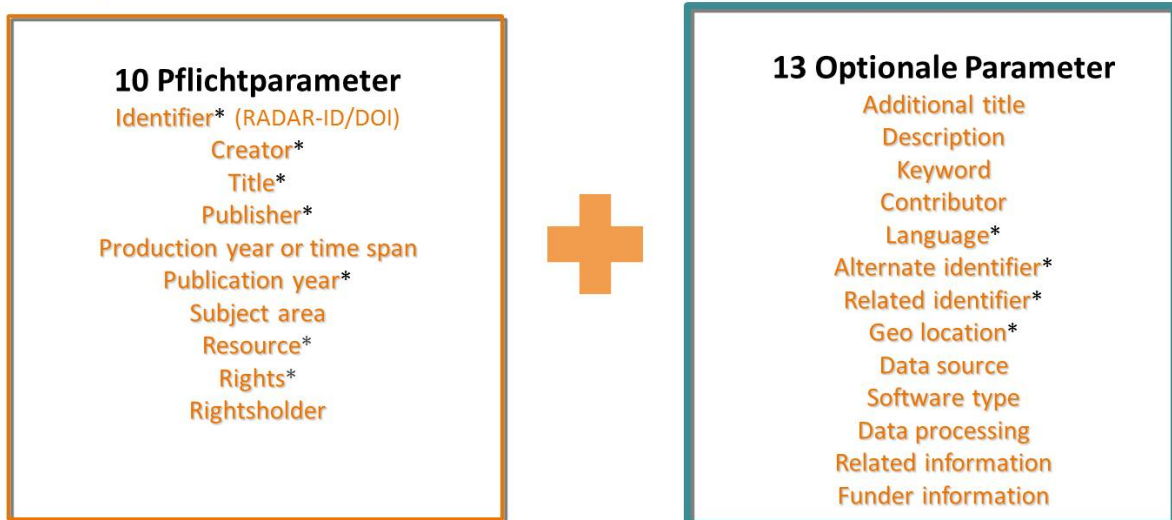 10 Pflichtparameter
Identifier* (RADAR-ID/DOI)
Creator*
Title*
Publisher*
Production year or time span
Publication year*
Subject area
Resource*
Rights*
Rightsholder
13 Optionale Parameter
Additional title
Description
Keyword
Contributor
Language*
Alternate identifier*
Related identifier*
Geo location*
Data source
Software type
Data processing
Related information
Funder information